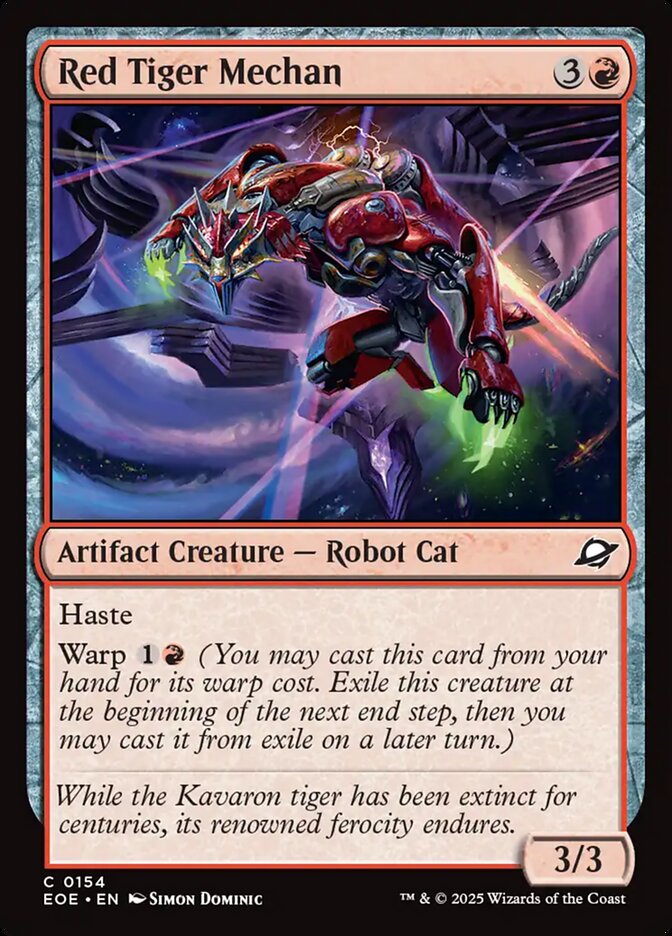 Red Tiger Mechan 3
Artifact Creature — Robot Cat
Haste
Warp 1 (You may cast this card from your
hand for its warp cost. Exile this creature at
the beginning of the next end step, then you
may cast it from exile on a later turn.)
While the Kavaron tiger has been extinct for
centuries, its renowned ferocity endures.
3/3
C 0154
EOE • EN Simon Dominic
™ & © 2025 Wizards of the Coast